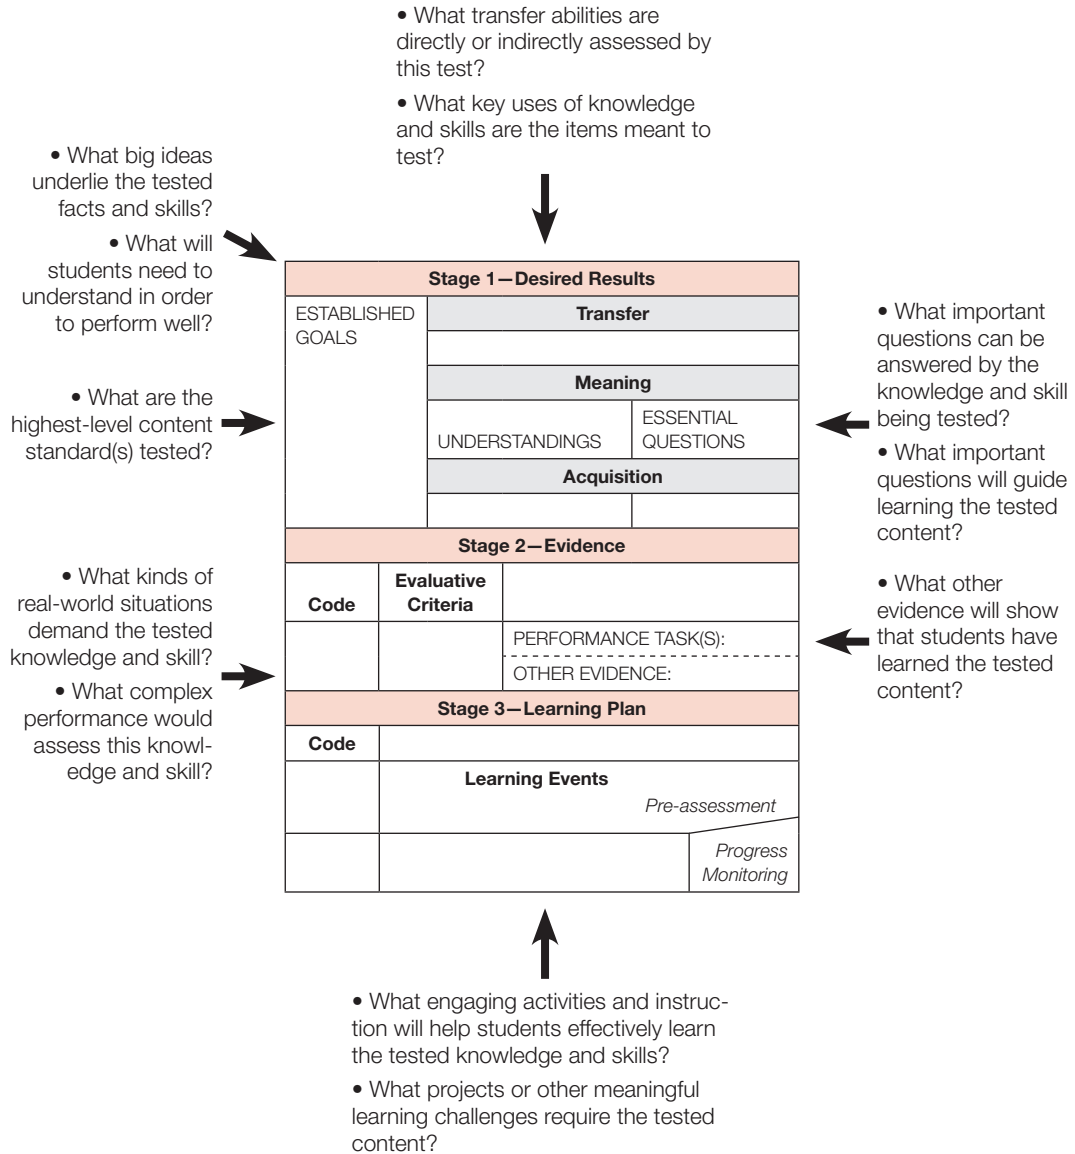 • What transfer abilities are
directly or indirectly assessed by
this test?
• What key uses of knowledge
and skills are the items meant to
test?
• What big ideas
underlie the tested
facts and skills?
• What will
students need to
understand in order
to perform well?
• What are the
highest-level content
standard(s) tested?
• What kinds of
real-world situations
demand the tested
knowledge and skill?
• What complex
performance would
assess this knowl-
edge and skill?
Stage 1—Desired Results
ESTABLISHED
GOALS
Transfer
Meaning
UNDERSTANDINGS
ESSENTIAL
QUESTIONS
Acquisition
Stage 2—Evidence
Code
Evaluative
Criteria
PERFORMANCE TASK(S):
OTHER EVIDENCE:
Stage 3—Learning Plan
Code
Learning Events
Pre-assessment
Progress
Monitoring
• What important
questions can be
answered by the
knowledge and skill
being tested?
• What important
questions will guide
learning the tested
content?
• What other
evidence will show
that students have
learned the tested
content?
• What engaging activities and instruc-
tion will help students effectively learn
the tested knowledge and skills?
• What projects or other meaningful
learning challenges require the tested
content?